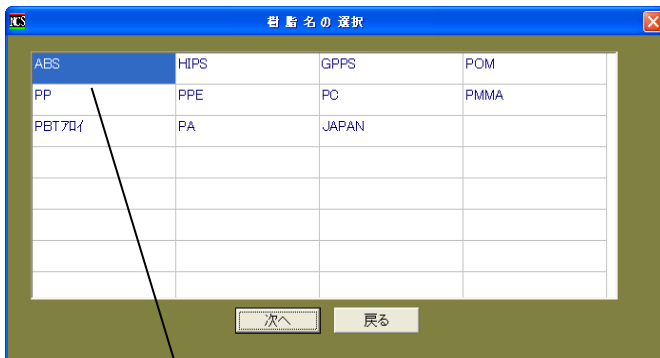 NCS 樹 脂 名 の 選択
ABS HIPS GPPS POM
PP PPE PC PMMA
PBTｱﾛｲ PA JAPAN
次へ 戻る